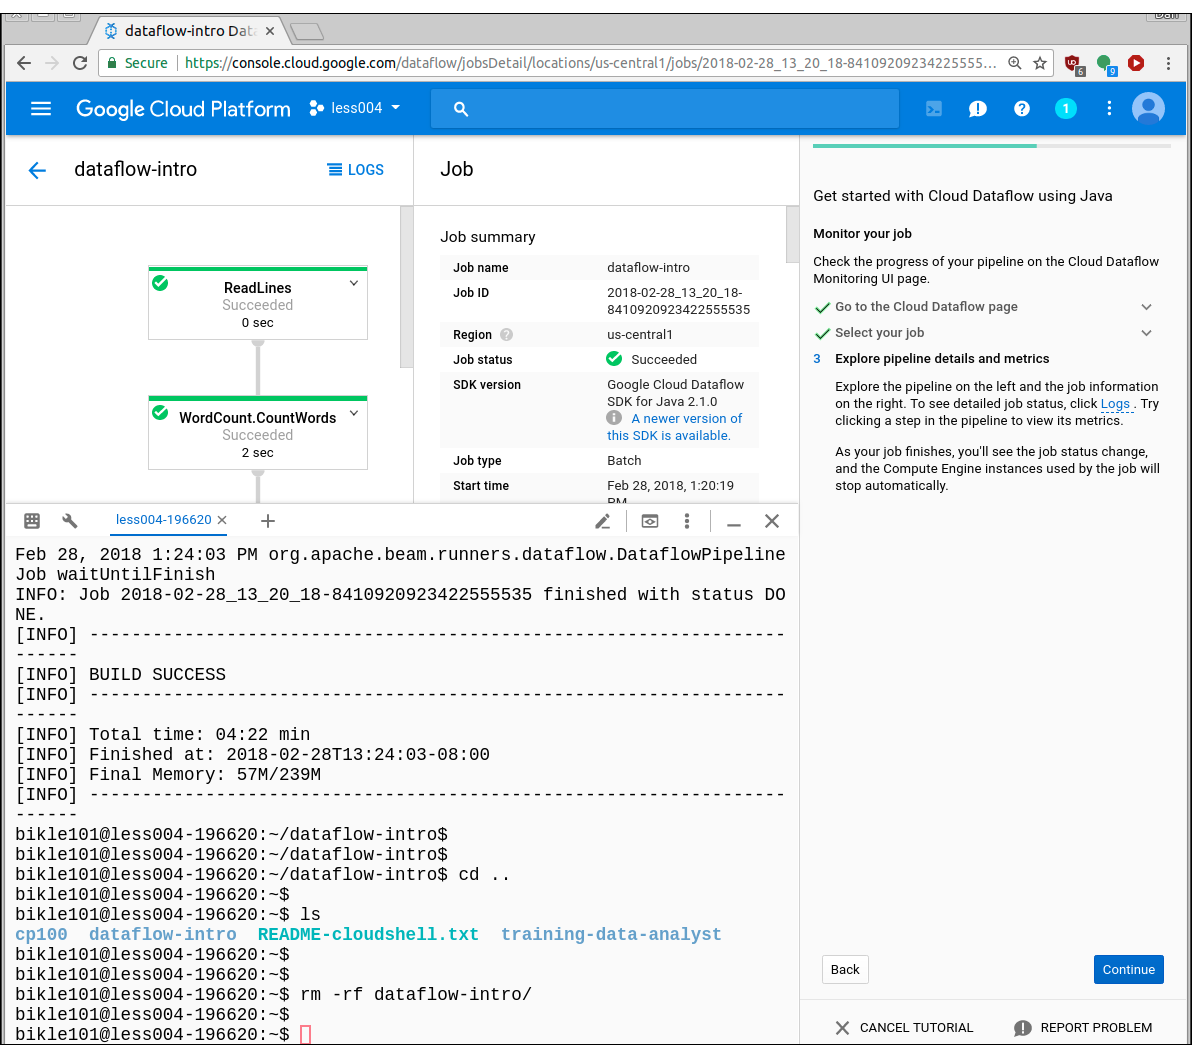 dataflow-intro Dat
Secure https://console.cloud.google.com/dataflow/jobsDetail/locations/us-central1/jobs/2018-02-28_13_20_18-84109209234225555...
6
9
Google Cloud Platform
less004
1
dataflow-intro
LOGS
ReadLines
Succeeded
0 sec
WordCount.CountWords
Succeeded
2 sec
Job
Job summary
Job name dataflow-intro
Job ID 2018-02-28_13_20_18-
8410920923422555535
Region us-central1
Job status Succeeded
SDK version Google Cloud Dataflow
SDK for Java 2.1.0
A newer version of
this SDK is available.
Job type Batch
Start time Feb 28, 2018, 1:20:19
PM
Get started with Cloud Dataflow using Java
Monitor your job
Check the progress of your pipeline on the Cloud Dataflow
Monitoring UI page.
Go to the Cloud Dataflow page
Select your job
3 Explore pipeline details and metrics
Explore the pipeline on the left and the job information
on the right. To see detailed job status, click Logs . Try
clicking a step in the pipeline to view its metrics.
As your job finishes, you'll see the job status change,
and the Compute Engine instances used by the job will
stop automatically.
Back
Continue
CANCEL TUTORIAL
REPORT PROBLEM
less004-196620
Feb 28, 2018 1:24:03 PM org.apache.beam.runners.dataflow.DataflowPipeline
Job waitUntilFinish
INFO: Job 2018-02-28_13_20_18-8410920923422555535 finished with status DO
NE.
[INFO] ------------------------------------------------------------------
------
[INFO] BUILD SUCCESS
[INFO] ------------------------------------------------------------------
------
[INFO] Total time: 04:22 min
[INFO] Finished at: 2018-02-28T13:24:03-08:00
[INFO] Final Memory: 57M/239M
[INFO] ------------------------------------------------------------------
------
bikle101@less004-196620:~/dataflow-intro$
bikle101@less004-196620:~/dataflow-intro$
bikle101@less004-196620:~/dataflow-intro$ cd ..
bikle101@less004-196620:~$
bikle101@less004-196620:~$ ls
cp100 dataflow-intro README-cloudshell.txt training-data-analyst
bikle101@less004-196620:~$
bikle101@less004-196620:~$
bikle101@less004-196620:~$ rm -rf dataflow-intro/
bikle101@less004-196620:~$
bikle101@less004-196620:~$